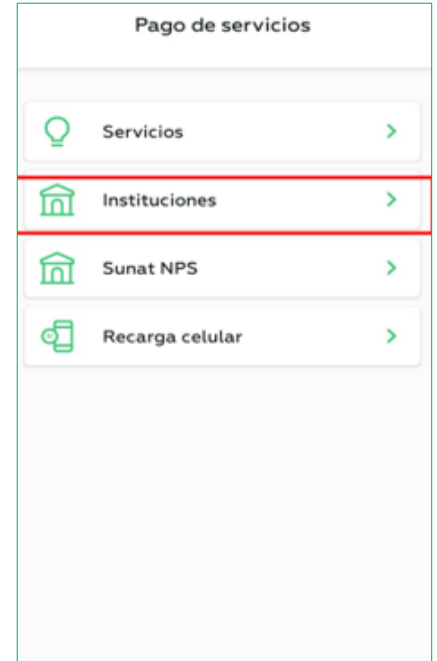 Pago de servicios
Servicios
Instituciones
Sunat NPS
Recarga celular